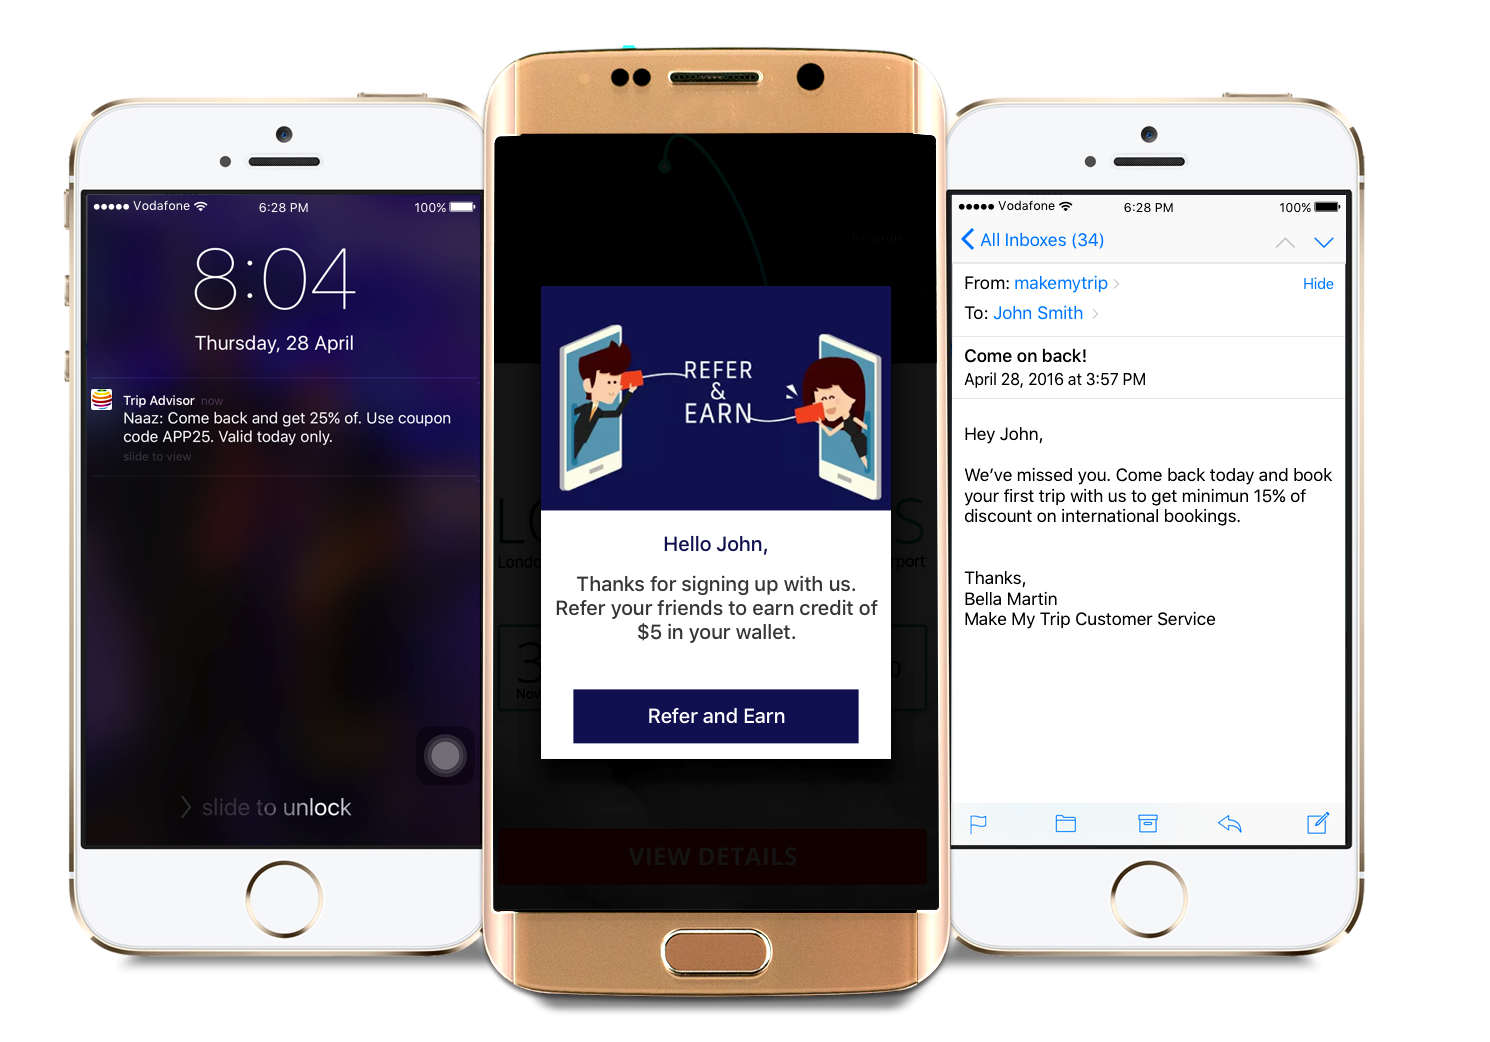 Vodafone
6:28 PM
100%
8:04
Thursday, 28 April
Trip Advisor now
Naaz: Come back and get 25% of. Use coupon
code APP25. Valid today only.
slide to view
slide to unlock
Belgium
REFER
&
EARN
Hello John,
Thanks for signing up with us.
Refer your friends to earn credit of
$5 in your wallet.
Refer and Earn
VIEW DETAILS
Vodafone
6:28 PM
100%
All Inboxes (34)
From: makemytrip
Hide
To: John Smith
Come on back!
April 28, 2016 at 3:57 PM
Hey John,
We’ve missed you. Come back today and book
your first trip with us to get minimun 15% of
discount on international bookings.
Thanks,
Bella Martin
Make My Trip Customer Service